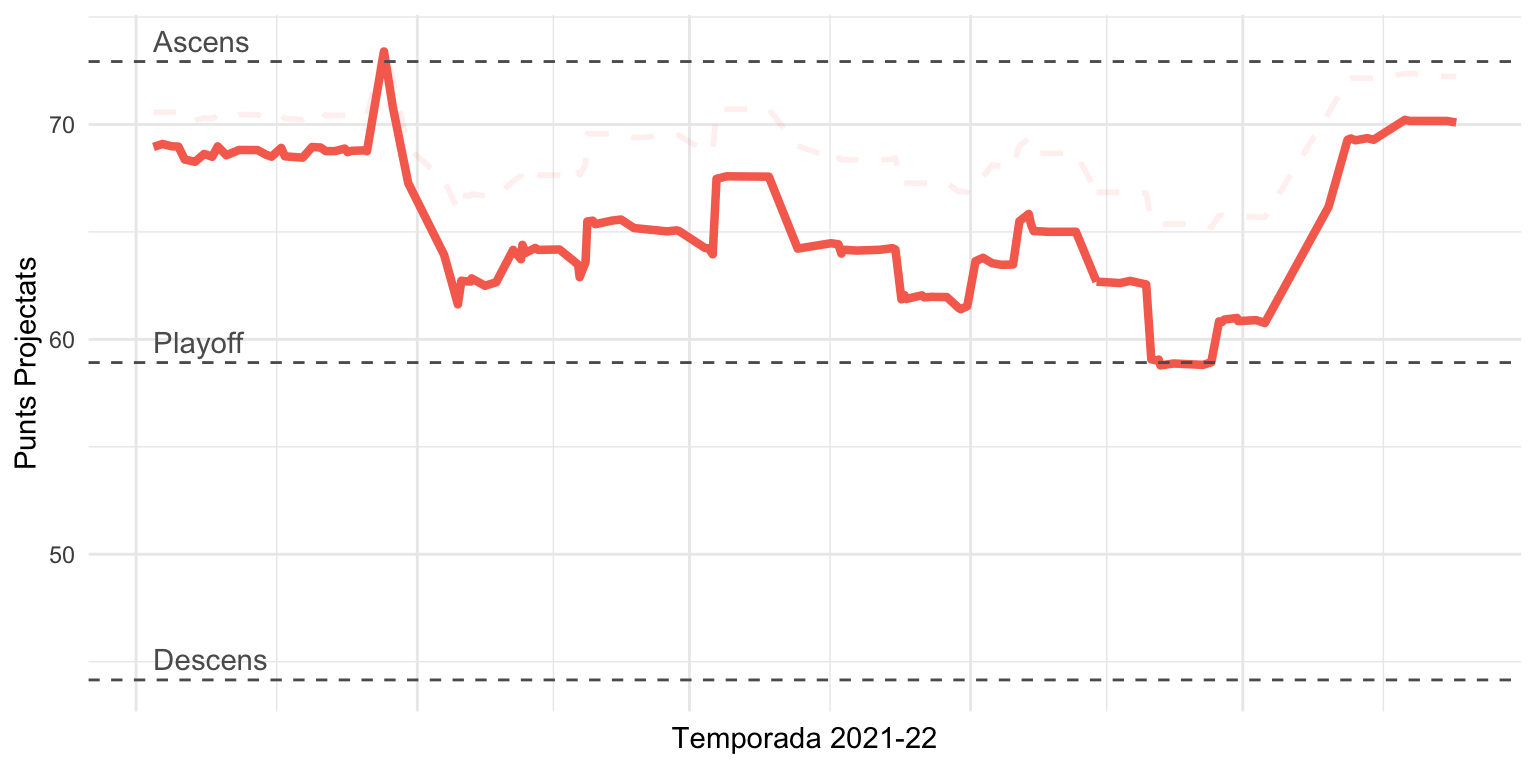 Ascens
70
Playoff
60
50
Descens
Punts Projectats
Temporada 2021-22